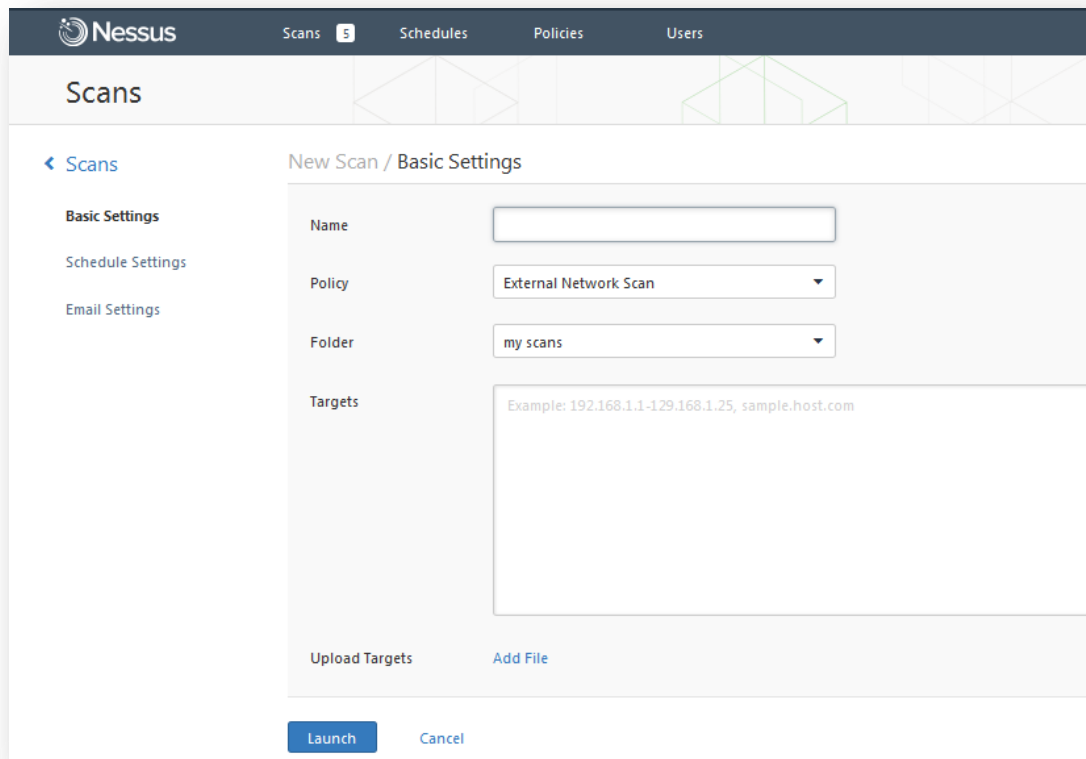 Nessus Scans 5 Schedules Policies Users
Scans
Scans
Basic Settings
Schedule Settings
Email Settings
New Scan / Basic Settings
Name
Policy External Network Scan
Folder my scans
Targets Example: 192.168.1.1-129.168.1.25, sample.host.com
Upload Targets Add File
Launch Cancel